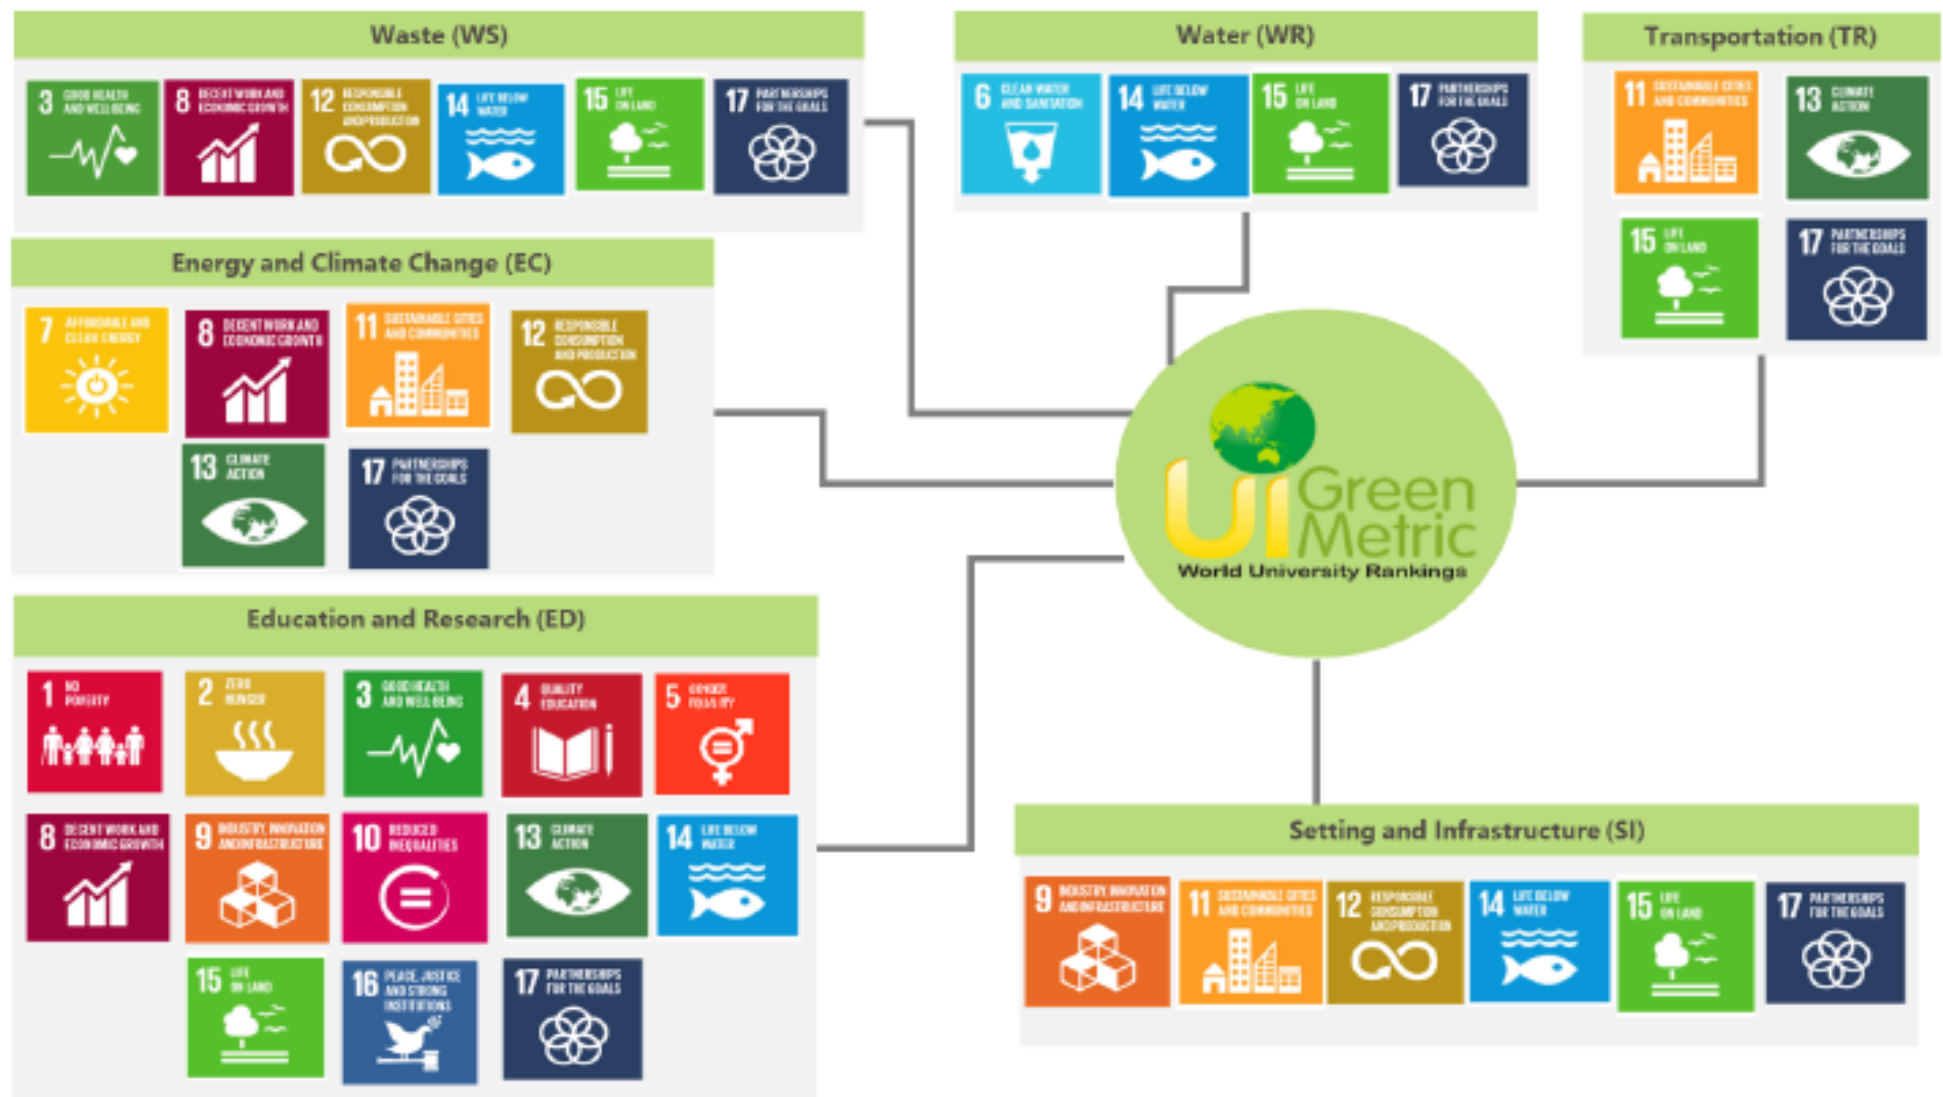 Waste (WS)
3 GOOD HEALTH
AND WELL-BEING
8 DECENT WORK AND
ECONOMIC GROWTH
12 RESPONSIBLE
CONSUMPTION
AND PRODUCTION
14 LIFE BELOW
WATER
15 LIFE
ON LAND
17 PARTNERSHIPS
FOR THE GOALS
Water (WR)
6 CLEAN WATER
AND SANITATION
14 LIFE BELOW
WATER
15 LIFE
ON LAND
17 PARTNERSHIPS
FOR THE GOALS
Transportation (TR)
11 SUSTAINABLE CITIES
AND COMMUNITIES
13 CLIMATE
ACTION
15 LIFE
ON LAND
17 PARTNERSHIPS
FOR THE GOALS
Energy and Climate Change (EC)
7 AFFORDABLE AND
CLEAN ENERGY
8 DECENT WORK AND
ECONOMIC GROWTH
11 SUSTAINABLE CITIES
AND COMMUNITIES
12 RESPONSIBLE
CONSUMPTION
AND PRODUCTION
13 CLIMATE
ACTION
17 PARTNERSHIPS
FOR THE GOALS
UI Green
Metric
World University Rankings
Education and Research (ED)
1 NO
POVERTY
2 ZERO
HUNGER
3 GOOD HEALTH
AND WELL-BEING
4 QUALITY
EDUCATION
5 GENDER
EQUALITY
8 DECENT WORK AND
ECONOMIC GROWTH
9 INDUSTRY, INNOVATION
AND INFRASTRUCTURE
10 REDUCED
INEQUALITIES
13 CLIMATE
ACTION
14 LIFE BELOW
WATER
15 LIFE
ON LAND
16 PEACE, JUSTICE
AND STRONG
INSTITUTIONS
17 PARTNERSHIPS
FOR THE GOALS
Setting and Infrastructure (SI)
9 INDUSTRY, INNOVATION
AND INFRASTRUCTURE
11 SUSTAINABLE CITIES
AND COMMUNITIES
12 RESPONSIBLE
CONSUMPTION
AND PRODUCTION
14 LIFE BELOW
WATER
15 LIFE
ON LAND
17 PARTNERSHIPS
FOR THE GOALS